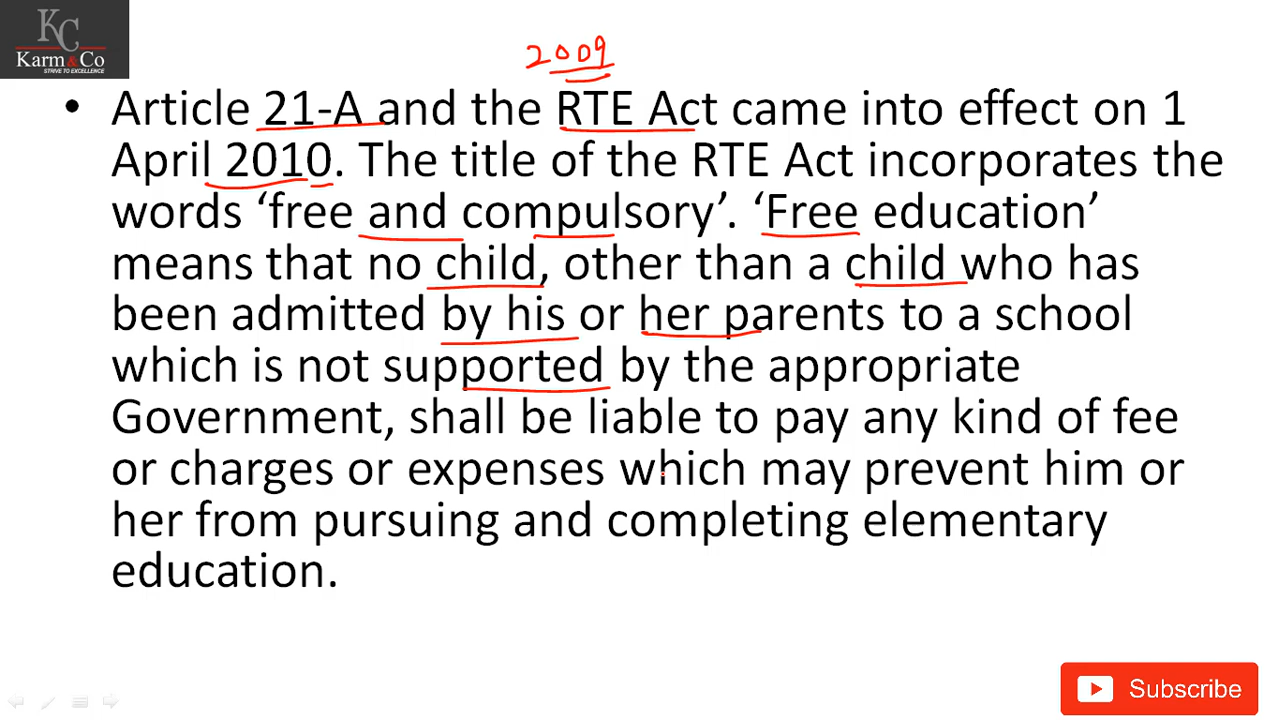 KC
Karm&Co
STRIVE TO EXCELLENCE
2009
• Article 21-A and the RTE Act came into effect on 1
April 2010. The title of the RTE Act incorporates the
words ‘free and compulsory’. ‘Free education’
means that no child, other than a child who has
been admitted by his or her parents to a school
which is not supported by the appropriate
Government, shall be liable to pay any kind of fee
or charges or expenses which may prevent him or
her from pursuing and completing elementary
education.
Subscribe